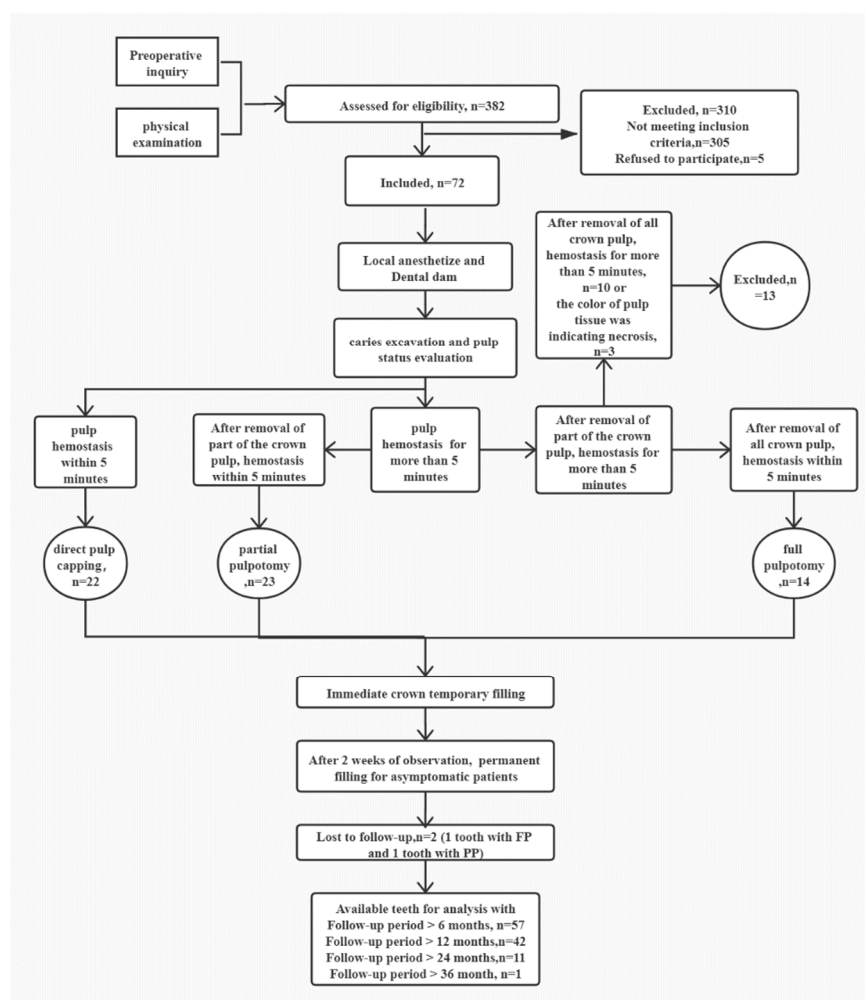 Preoperative
inquiry
physical
examination
Assessed for eligibility, n=382
Excluded, n=310
Not meeting inclusion
criteria,n=305
Refused to participate,n=5
Included, n=72
Local anesthetize and
Dental dam
caries excavation and pulp
status evaluation
After removal of all
crown pulp,
hemostasis for more
than 5 minutes,
n=10 or
the color of pulp
tissue was
indicating necrosis,
n=3
Excluded,n
=13
pulp
hemostasis
within 5
minutes
After removal of
part of the crown
pulp, hemostasis
within 5 minutes
pulp
hemostasis for
more than 5
minutes
After removal of
part of the crown
pulp, hemostasis for
more than 5
minutes
After removal of
all crown pulp,
hemostasis within
5 minutes
direct pulp
capping,
n=22
partial
pulpotomy
,n=23
full
pulpotomy
,n=14
Immediate crown temporary filling
After 2 weeks of observation, permanent
filling for asymptomatic patients
Lost to follow-up,n=2 (1 tooth with FP
and 1 tooth with PP)
Available teeth for analysis with
Follow-up period > 6 months, n=57
Follow-up period > 12 months,n=42
Follow-up period > 24 months,n=11
Follow-up period > 36 month, n=1